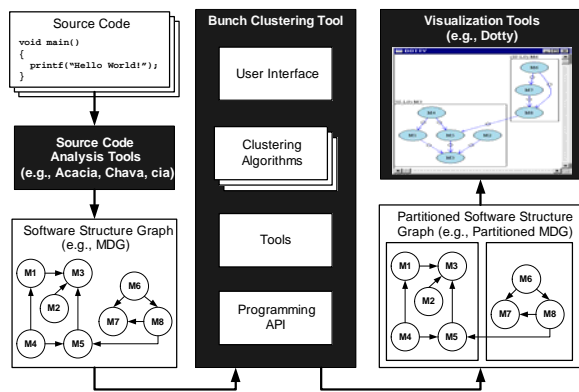 Source Code
void main()
{
printf(“Hello World!”);
}
Source Code
Analysis Tools
(e.g., Acacia, Chava, cia)
Software Structure Graph
(e.g., MDG)
M1
M3
M2
M6
M7
M8
M4
M5
Bunch Clustering Tool
User Interface
Clustering
Algorithms
Tools
Programming
API
Visualization Tools
(e.g., Dotty)
DOTTY
Partitioned Software Structure
Graph (e.g., Partitioned MDG)
M1
M3
M2
M6
M7
M8
M4
M5